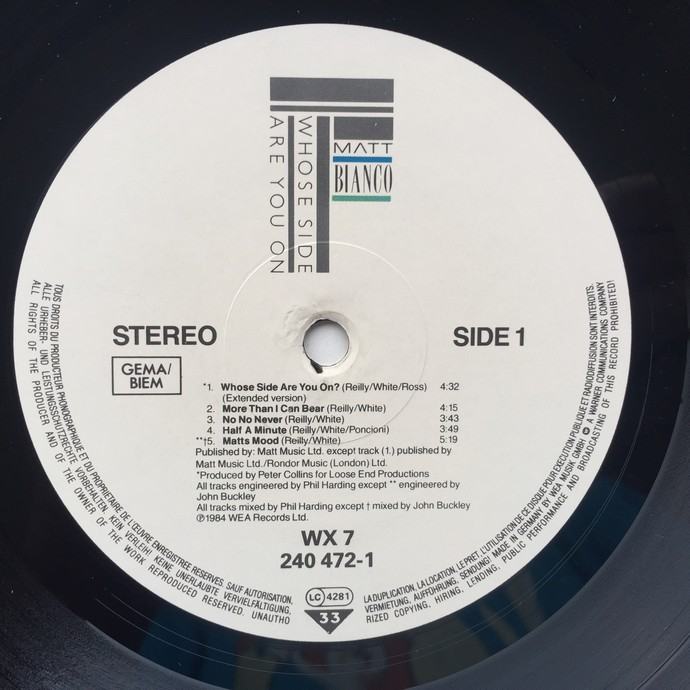 WHOSE SIDE
ARE YOU ON
MATT
BIANCO
STEREO
SIDE 1
GEMA/
BIEM
*1. Whose Side Are You On? (Reilly/White/Ross) 4:32
(Extended version)
2. More Than I Can Bear (Reilly/White) 4:15
3. No No Never (Reilly/White) 3:43
4. Half A Minute (Reilly/White/Poncioni) 3:49
**†5. Matts Mood (Reilly/White) 5:19
Published by: Matt Music Ltd. except track (1.) published by
Matt Music Ltd./Rondor Music (London) Ltd.
*Produced by Peter Collins for Loose End Productions
All tracks engineered by Phil Harding except ** engineered by
John Buckley
All tracks mixed by Phil Harding except † mixed by John Buckley
℗1984 WEA Records Ltd.
WX 7
240 472-1
LC 4281
33
TOUS DROITS DU PRODUCTEUR PHONOGRAPHIQUE ET DU PROPRIETAIRE DE L'ŒUVRE ENREGISTREE RESERVES. SAUF AUTORISATION,
LA DUPLICATION, LA LOCATION, LE PRET, L'UTILISATION DE CE DISQUE POUR EXECUTION PUBLIQUE ET RADIODIFFUSION SONT INTERDITS.
ALLE URHEBER- UND LEISTUNGSSCHUTZRECHTE VORBEHALTEN. KEIN VERLEIH! KEINE UNERLAUBTE VERVIELFÄLTIGUNG,
VERMIETUNG, AUFFÜHRUNG, SENDUNG! MADE IN GERMANY BY WEA MUSIK GMBH A WARNER COMMUNICATIONS COMPANY
ALL RIGHTS OF THE PRODUCER AND OF THE OWNER OF THE WORK REPRODUCED RESERVED. UNAUTHO
RIZED COPYING, HIRING, LENDING, PUBLIC PERFORMANCE AND BROADCASTING OF THIS RECORD PROHIBITED!